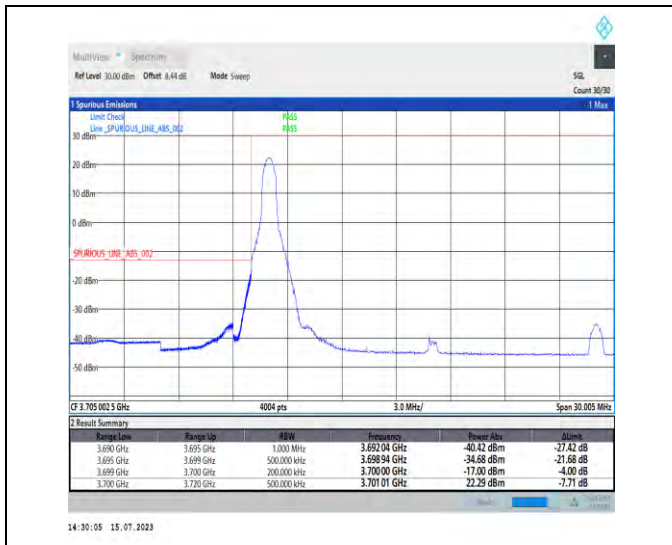 MultiView Spectrum
Ref Level 30.00 dBm Offset 8.44 dB Mode Sweep SGL
Count 30/30
1 Spurious Emissions 1 Max
Limit Check PASS
Line _SPURIOUS_LINE_ABS_002 PASS
30 dBm
20 dBm
10 dBm
0 dBm
_SPURIOUS_LINE_ABS_002
-20 dBm
-30 dBm
-40 dBm
-50 dBm
CF 3.705 002 5 GHz 4004 pts 3.0 MHz/ Span 30.005 MHz
2 Result Summary
Range Low Range Up RBW Frequency Power Abs ΔLimit
3.690 GHz 3.695 GHz 1.000 MHz 3.692 04 GHz -40.42 dBm -27.42 dB
3.695 GHz 3.699 GHz 500.000 kHz 3.698 94 GHz -34.68 dBm -21.68 dB
3.699 GHz 3.700 GHz 200.000 kHz 3.700 00 GHz -17.00 dBm -4.00 dB
3.700 GHz 3.720 GHz 500.000 kHz 3.701 01 GHz 22.29 dBm -7.71 dB
14:30:05 15.07.2023